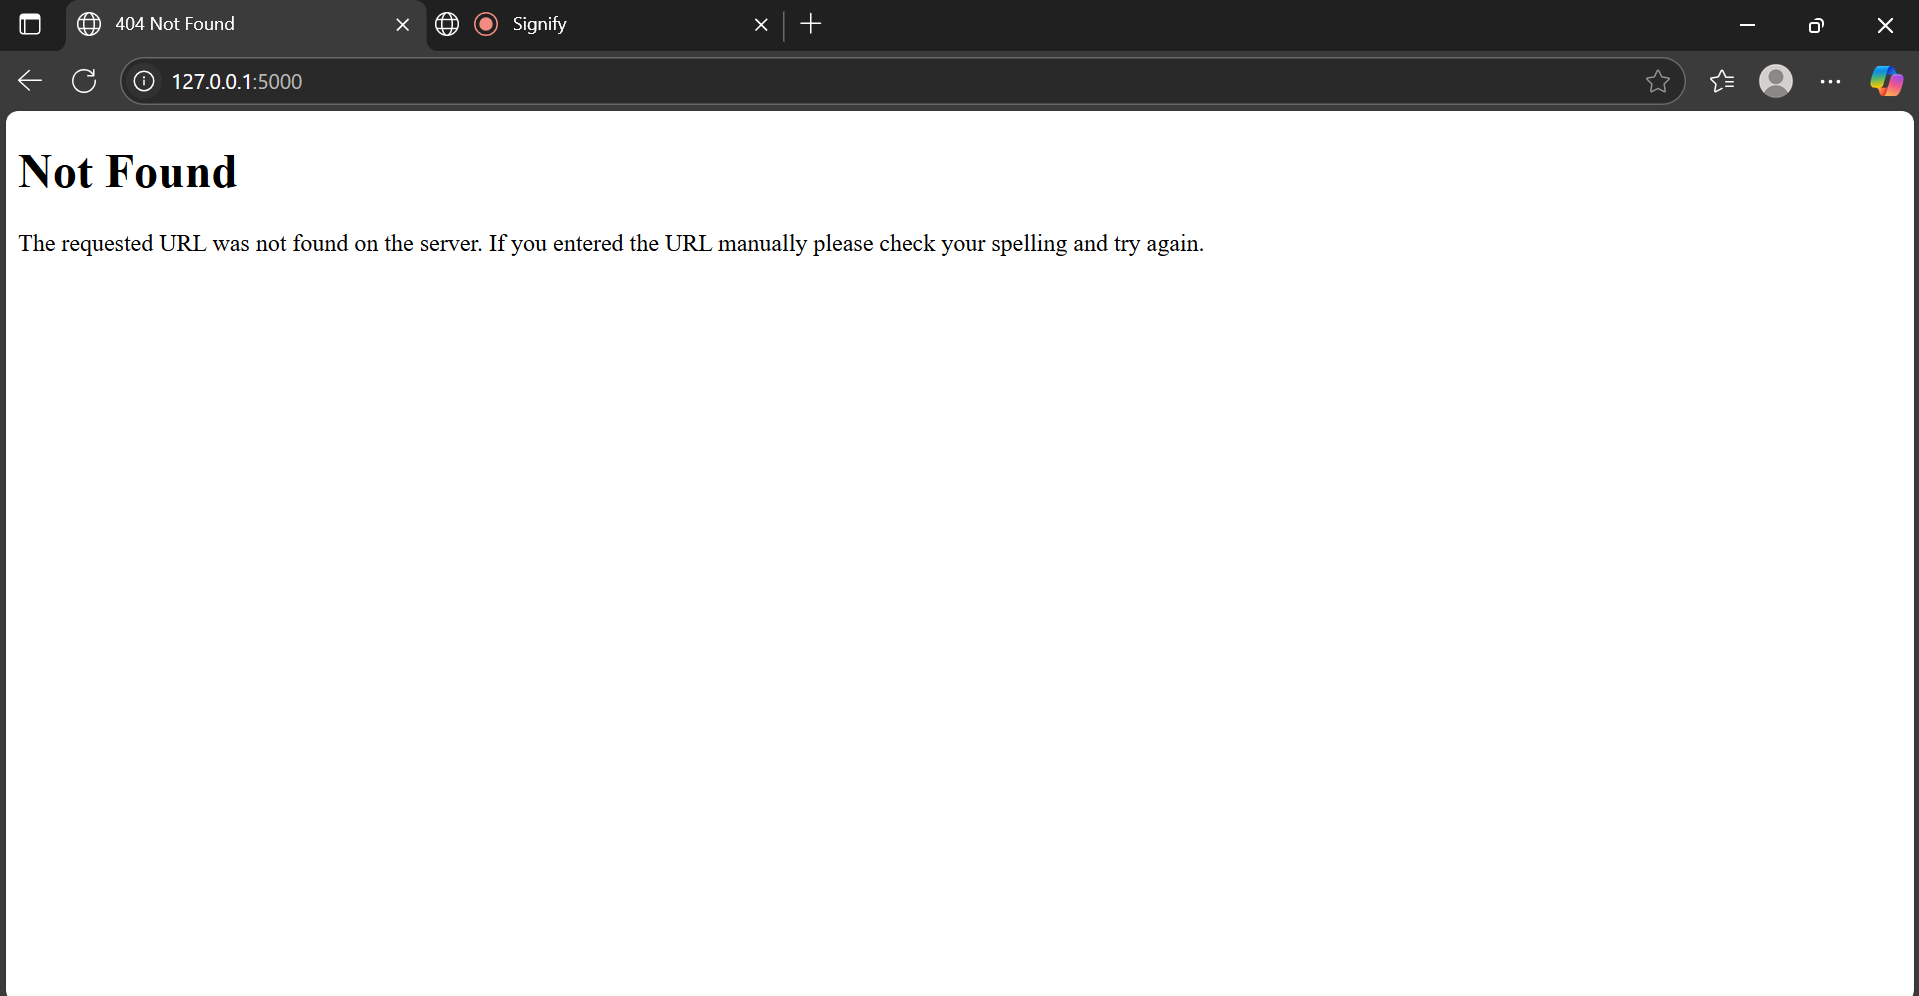 404 Not Found
Signify
127.0.0.1:5000
Not Found
The requested URL was not found on the server. If you entered the URL manually please check your spelling and try again.